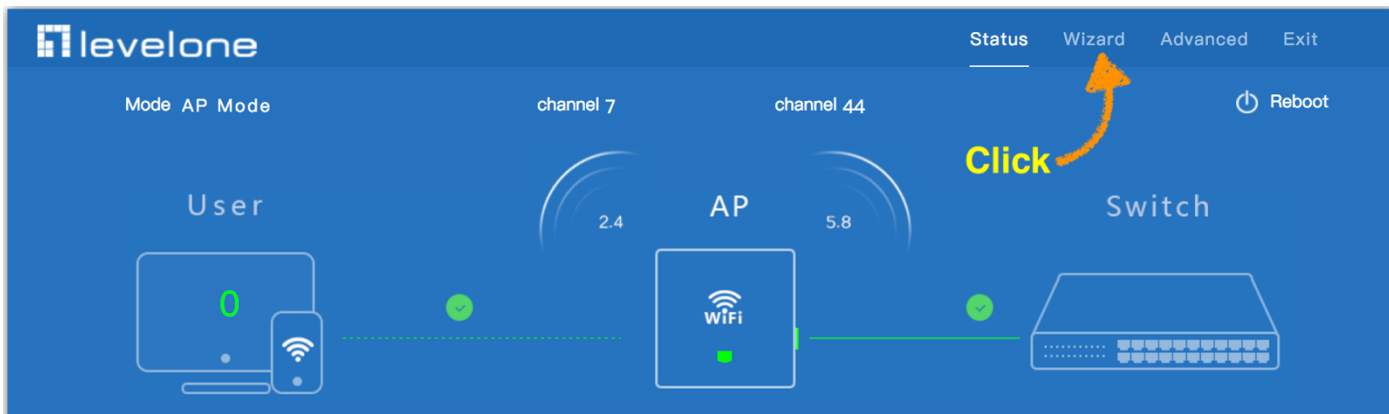 levelone
Status Wizard Advanced Exit
Mode AP Mode
channel 7
channel 44
Reboot
Click
User
2.4
AP
5.8
Switch
0
WiFi